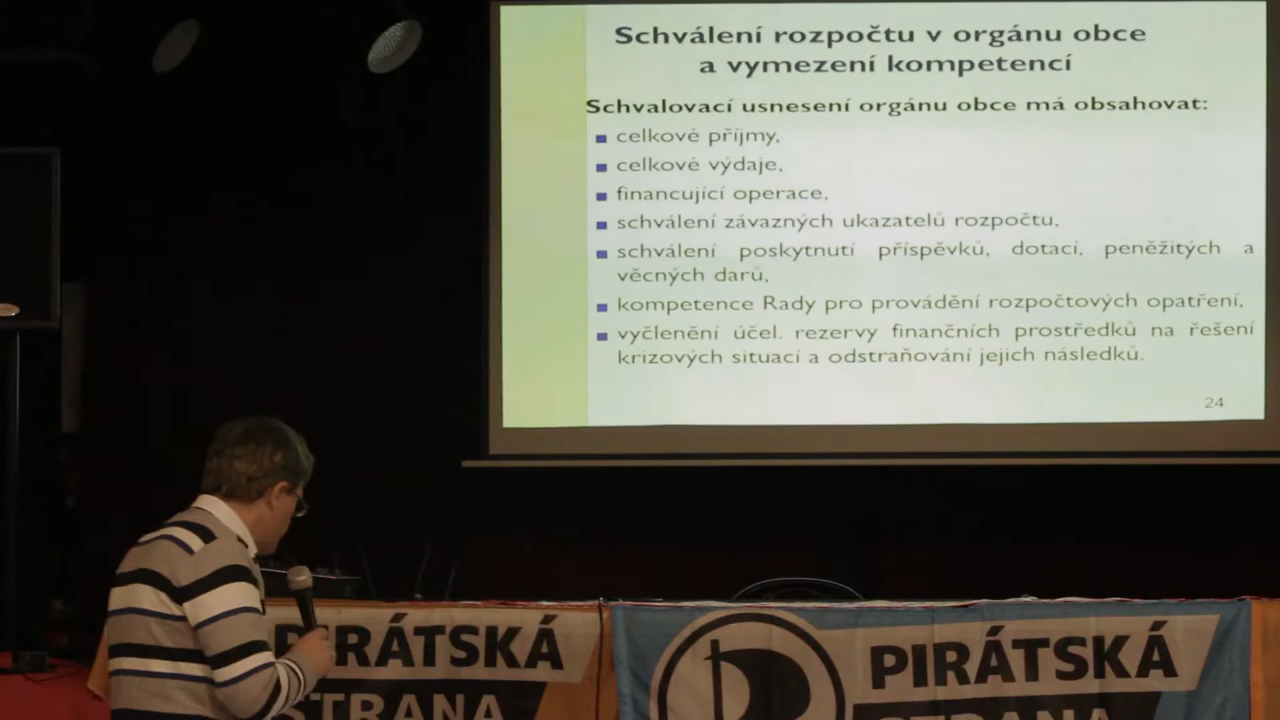 Schválení rozpočtu v orgánu obce
a vymezení kompetencí
Schvalovací usnesení orgánu obce má obsahovat:
celkové příjmy,
celkové výdaje,
financující operace,
schválení závazných ukazatelů rozpočtu,
schválení poskytnutí příspěvků, dotací, peněžitých a
věcných darů,
kompetence Rady pro provádění rozpočtových opatření,
vyčlenění účel. rezervy finančních prostředků na řešení
krizových situací a odstraňování jejich následků.
24
PIRÁTSKÁ
STRANA
PIRÁTSKÁ
STRANA